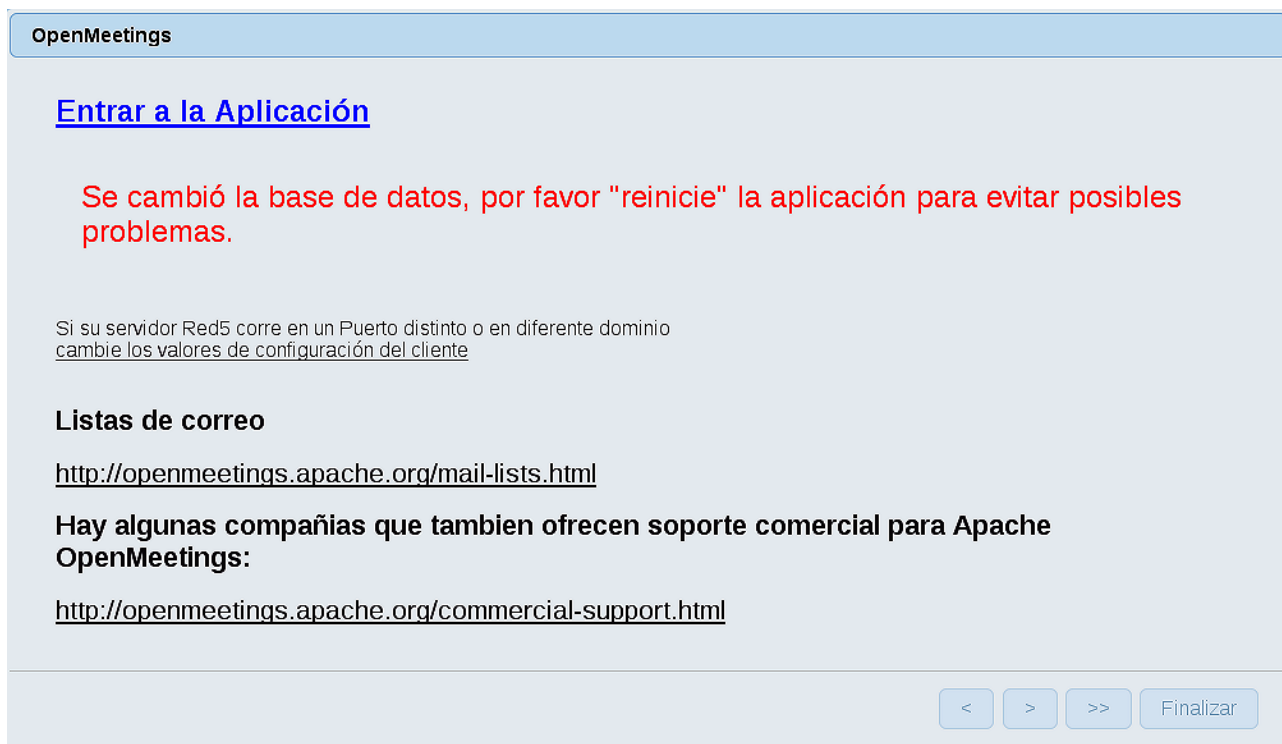 OpenMeetings
Entrar a la Aplicación
Se cambió la base de datos, por favor "reinicie" la aplicación para evitar posibles
problemas.
Si su servidor Red5 corre en un Puerto distinto o en diferente dominio
cambie los valores de configuración del cliente
Listas de correo
http://openmeetings.apache.org/mail-lists.html
Hay algunas compañias que tambien ofrecen soporte comercial para Apache
OpenMeetings:
http://openmeetings.apache.org/commercial-support.html
< > >> Finalizar